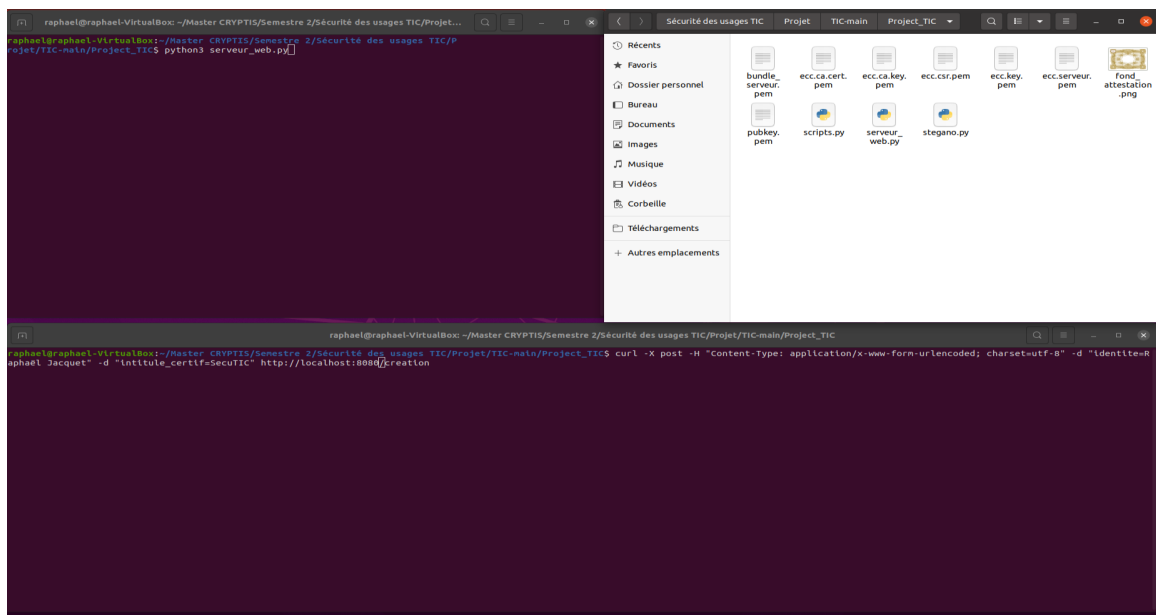 raphael@raphael-VirtualBox: ~/Master CRYPTIS/Semestre 2/Sécurité des usages TIC/Projet...
raphael@raphael-VirtualBox:~/Master CRYPTIS/Semestre 2/Sécurité des usages TIC/P
rojet/TIC-main/Project_TIC$ python3 serveur_web.py
Sécurité des usages TIC
Projet
TIC-main
Project_TIC
Récents
Favoris
Dossier personnel
Bureau
Documents
Images
Musique
Vidéos
Corbeille
Téléchargements
Autres emplacements
bundle_
serveur.
pem
ecc.ca.cert.
pem
ecc.ca.key.
pem
ecc.csr.pem
ecc.key.
pem
ecc.serveur.
pem
fond_
attestation
.png
pubkey.
pem
scripts.py
serveur_
web.py
stegano.py
raphael@raphael-VirtualBox: ~/Master CRYPTIS/Semestre 2/Sécurité des usages TIC/Projet/TIC-main/Project_TIC
raphael@raphael-VirtualBox:~/Master CRYPTIS/Semestre 2/Sécurité des usages TIC/Projet/TIC-main/Project_TIC$ curl -X post -H "Content-Type: application/x-www-form-urlencoded; charset=utf-8" -d "identite=R
aphaël Jacquet" -d "intitule_certif=SecuTIC" http://localhost:8080/creation